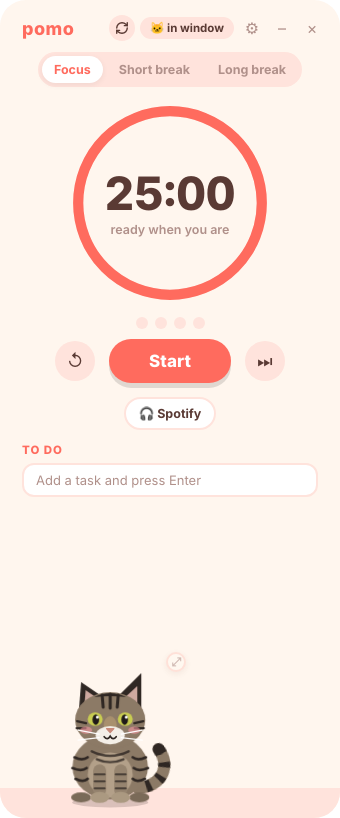 pomo
🐱 in window
Focus
Short break
Long break
25:00
ready when you are
Start
🎧 Spotify
TO DO
Add a task and press Enter